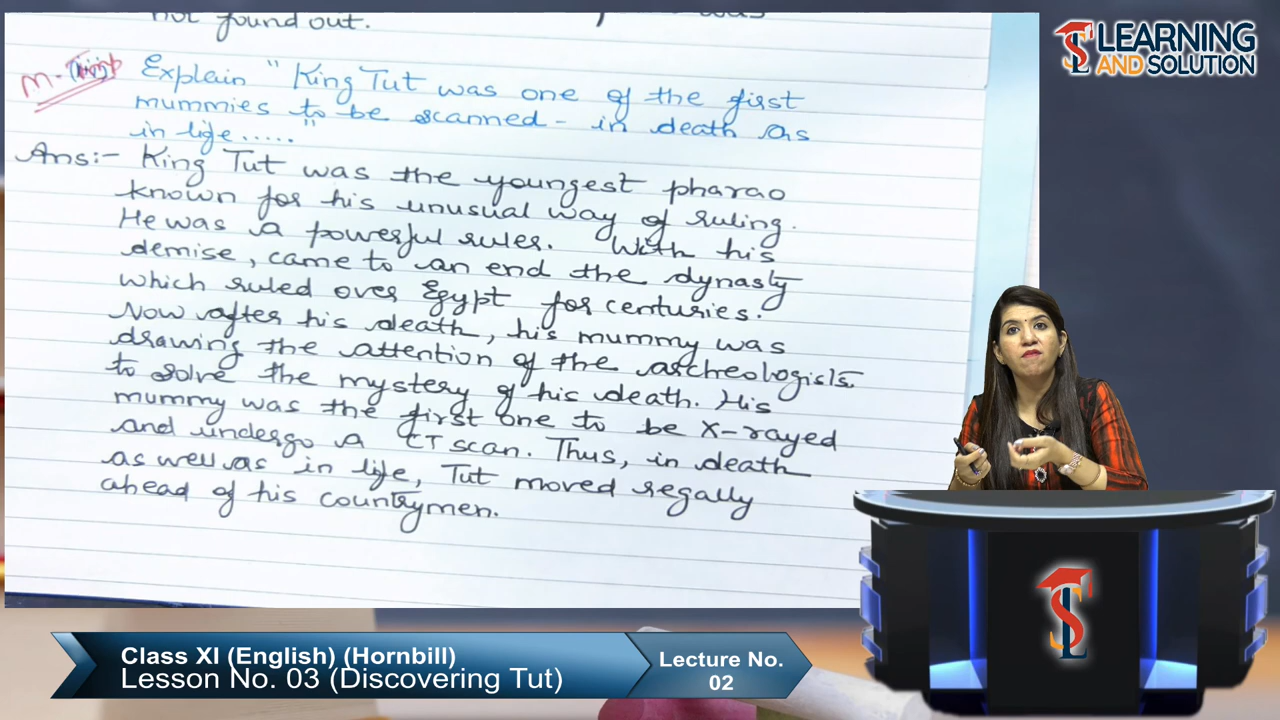 not found out. was
M. Imp Explain "King Tut was one of the first
mummies to be scanned - in death as
in life ....."
Ans:- King Tut was the youngest pharao
known for his unusual way of ruling.
He was a powerful ruler. With his
demise, came to an end the dynasty
which ruled over Egypt for centuries.
Now after his death, his mummy was
drawing the attention of the archeologists
to solve the mystery of his death. His
mummy was the first one to be X-rayed
and undergo a CT scan. Thus, in death
as well as in life, Tut moved regally
ahead of his countrymen.
LEARNING
AND SOLUTION
Class XI (English) (Hornbill)
Lesson No. 03 (Discovering Tut)
Lecture No.
02